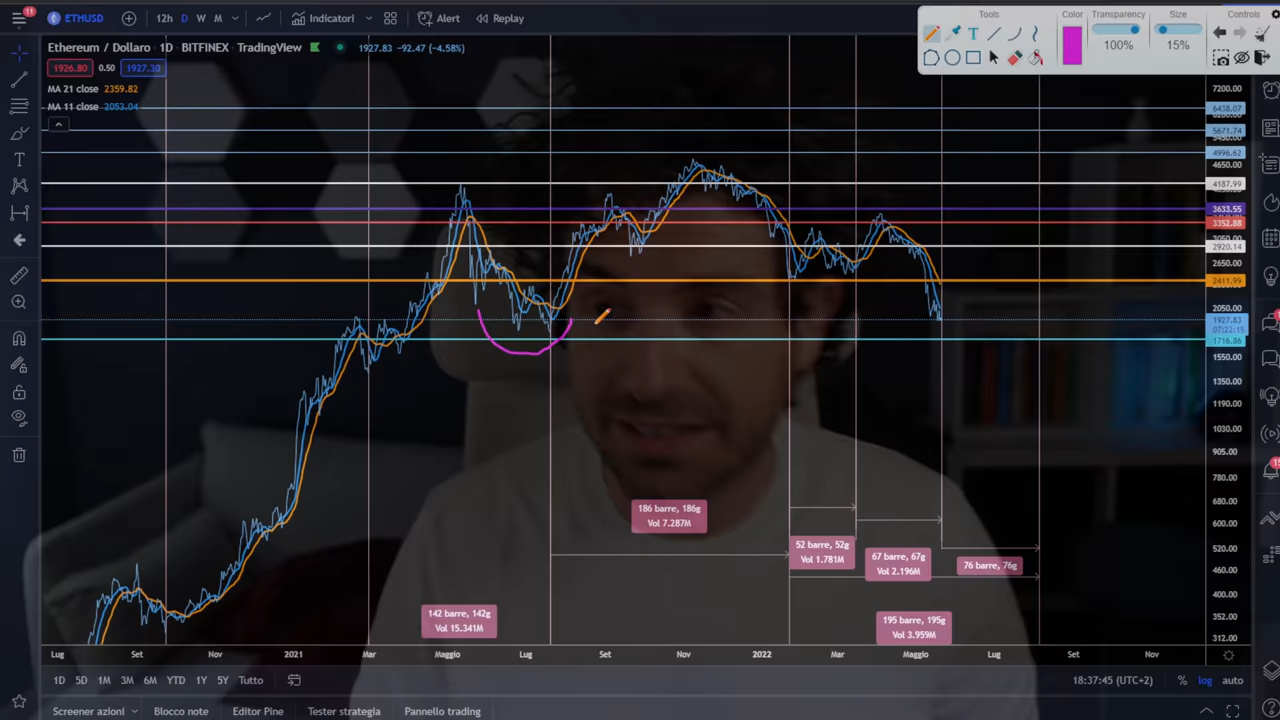 11
ETHUSD
12h D W M
Indicatori
Alert
Replay
Tools
Color
Transparency
Size
Controls
100%
15%
Ethereum / Dollaro · 1D · BITFINEX · TradingView
1927.83 −92.47 (−4.58%)
1926.80 0.50 1927.30
MA 21 close 2359.82
MA 11 close 2053.04
7200.00
6438.07
5671.74
4996.62
4650.00
4187.99
3633.55
3352.88
3050.00
2920.14
2650.00
2411.99
2050.00
1927.83
07:22:15
1716.86
1550.00
1350.00
1190.00
1030.00
905.00
780.00
680.00
600.00
520.00
460.00
400.00
352.00
312.00
186 barre, 186g
Vol 7.287M
52 barre, 52g
Vol 1.781M
67 barre, 67g
Vol 2.196M
76 barre, 76g
142 barre, 142g
Vol 15.341M
195 barre, 195g
Vol 3.959M
Lug Set Nov 2021 Mar Maggio Lug Set Nov 2022 Mar Maggio Lug Set Nov
1D 5D 1M 3M 6M YTD 1Y 5Y Tutto
18:37:45 (UTC+2) % log auto
Screener azioni Blocco note Editor Pine Tester strategia Pannello trading